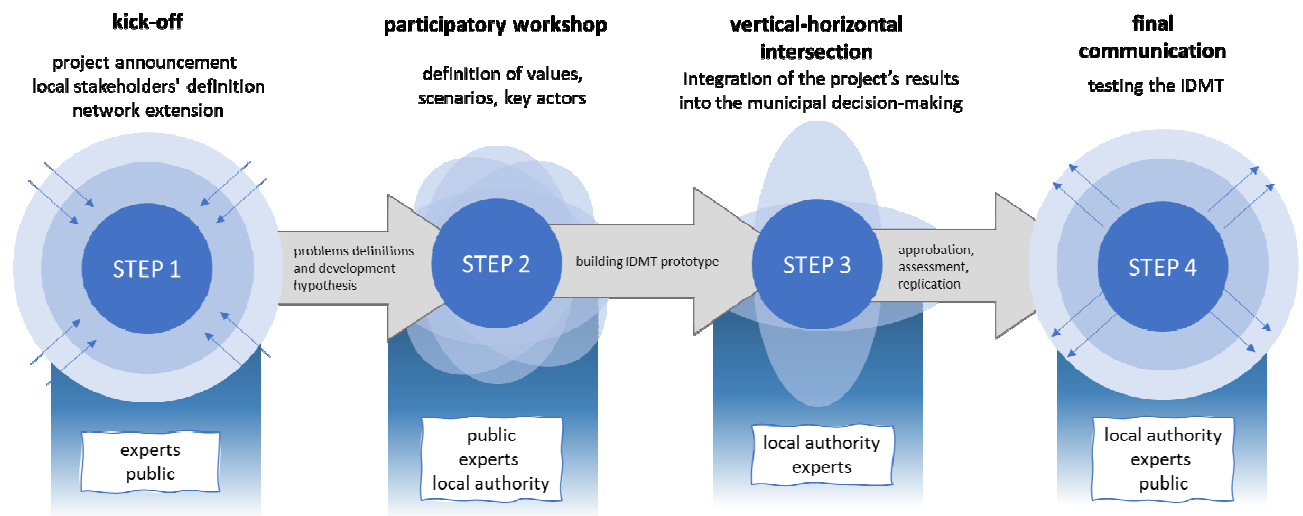 kick-off
project announcement
local stakeholders' definition
network extension
STEP 1
experts
public
problems definitions
and development
hypothesis
participatory workshop
definition of values,
scenarios, key actors
STEP 2
public
experts
local authority
building IDMT prototype
vertical-horizontal
intersection
integration of the project's results
into the municipal decision-making
STEP 3
local authority
experts
approbation,
assessment,
replication
final
communication
testing the IDMT
STEP 4
local authority
experts
public